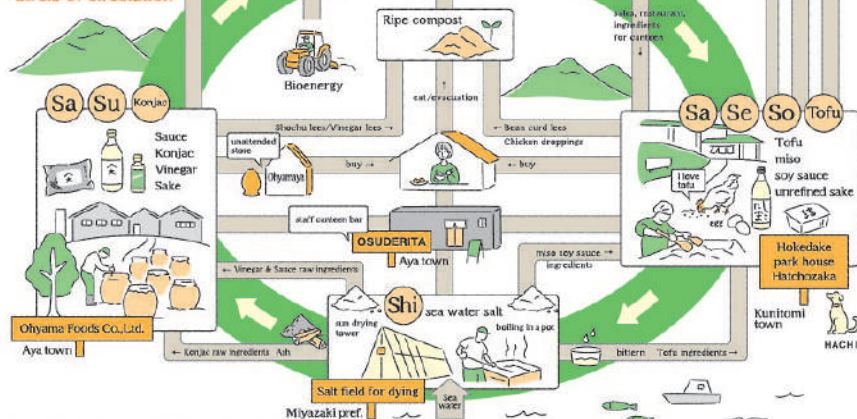 Ripe compost
sales, restaurant,
ingredients
for canteen
Bioenergy
eat/evacuation
Sa
Su
Konjac
Sauce
Konjac
Vinegar
Sake
Shochu lees/Vinegar lees →
← Bean curd lees
Chicken droppings
unattended
store
Ohyamaya
buy →
← buy
Sa
Se
So
Tofu
Tofu
miso
soy sauce
unrefined sake
I love
tofu
egg
staff canteen bar
OSUDERITA
Aya town
Hokedake
park house
Hatchozaka
Kunitomi
town
HACHI
← Vinegar & Sauce raw ingredients
miso soy sauce →
ingredients
Shi
sea water salt
sun drying
tower
boiling in a pot
Ohyama Foods Co.,Ltd.
Aya town
← Konjac raw ingredients Ash
bittern Tofu ingredients →
Salt field for dying
Miyazaki pref.
Sea
water